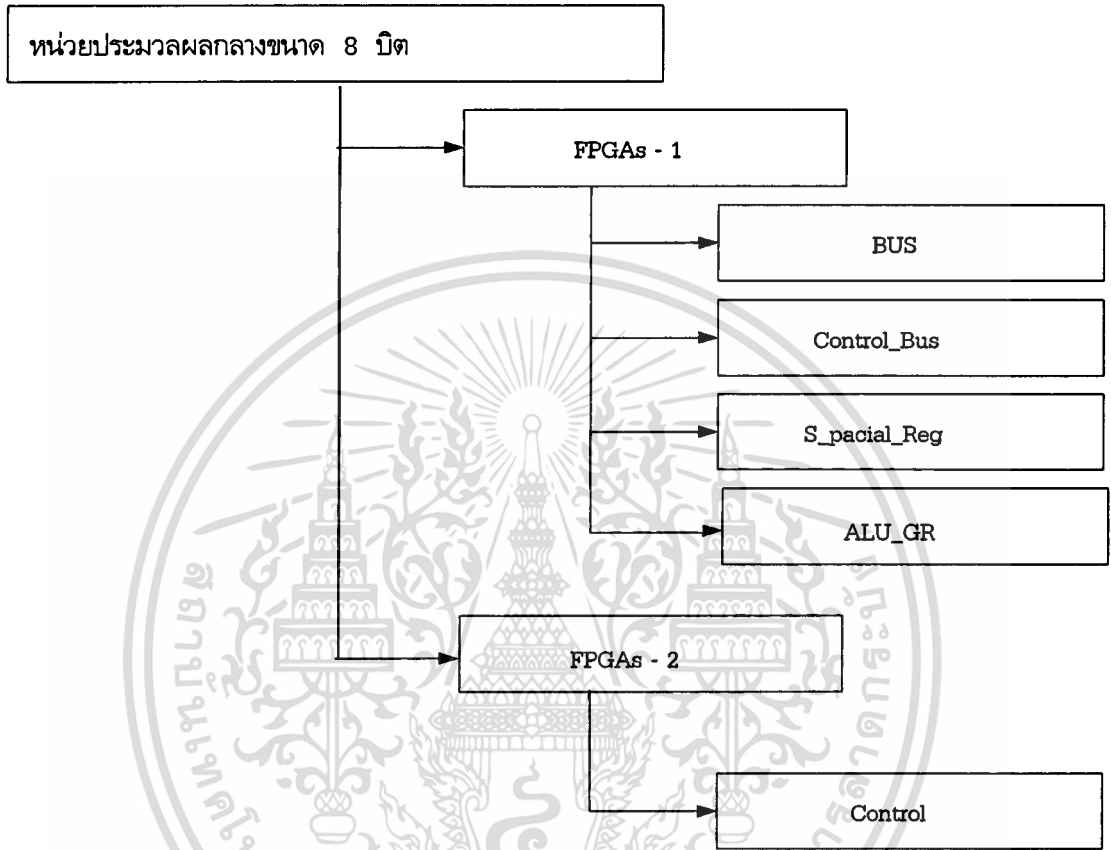 หน่วยประมวลผลกลางขนาด 8 บิต
FPGAs - 1
BUS
Control_Bus
S_pacial_Reg
ALU_GR
FPGAs - 2
Control